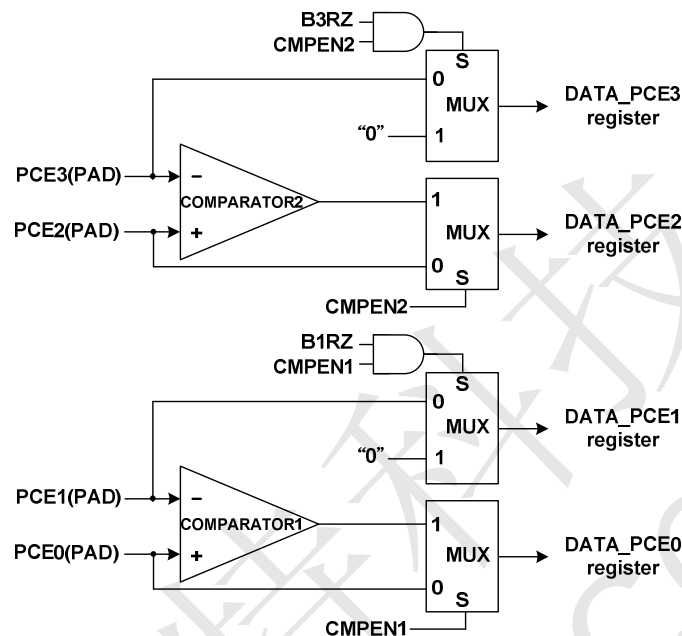 B3RZ
CMPEN2
S
0
MUX
DATA_PCE3
register
“0”
1
PCE3(PAD)
−
COMPARATOR2
1
PCE2(PAD)
+
MUX
DATA_PCE2
register
0
S
CMPEN2
B1RZ
CMPEN1
S
0
MUX
DATA_PCE1
register
“0”
1
PCE1(PAD)
−
COMPARATOR1
1
PCE0(PAD)
+
MUX
DATA_PCE0
register
0
S
CMPEN1
科技